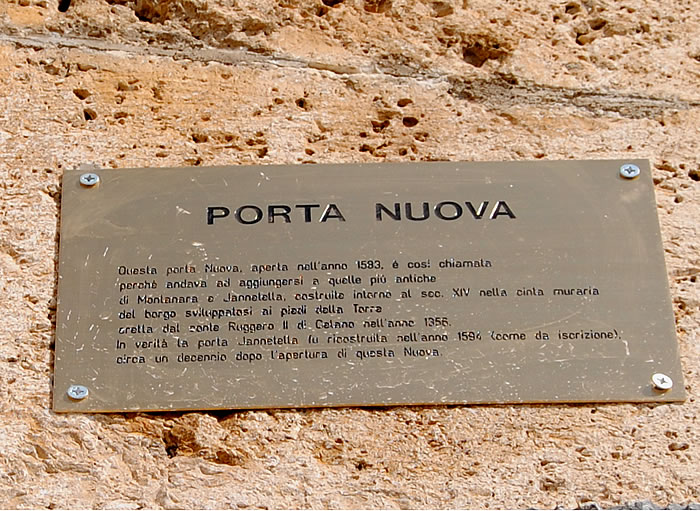 PORTA NUOVA
Questa porta Nuova, aperta nell'anno 1583, é così chiamata
perché andava ad aggiungersi a quelle più antiche
di Montanara e Jannetella, costruite intorno al sec. XIV nella cinta muraria
del borgo sviluppatosi ai piedi della Torre
eretta dal conte Ruggero II di Celano nell'anno 1356.
In verità la porta Jannetella fu ricostruita nell'anno 1594 (come da iscrizione),
circa un decennio dopo l'apertura di questa Nuova.